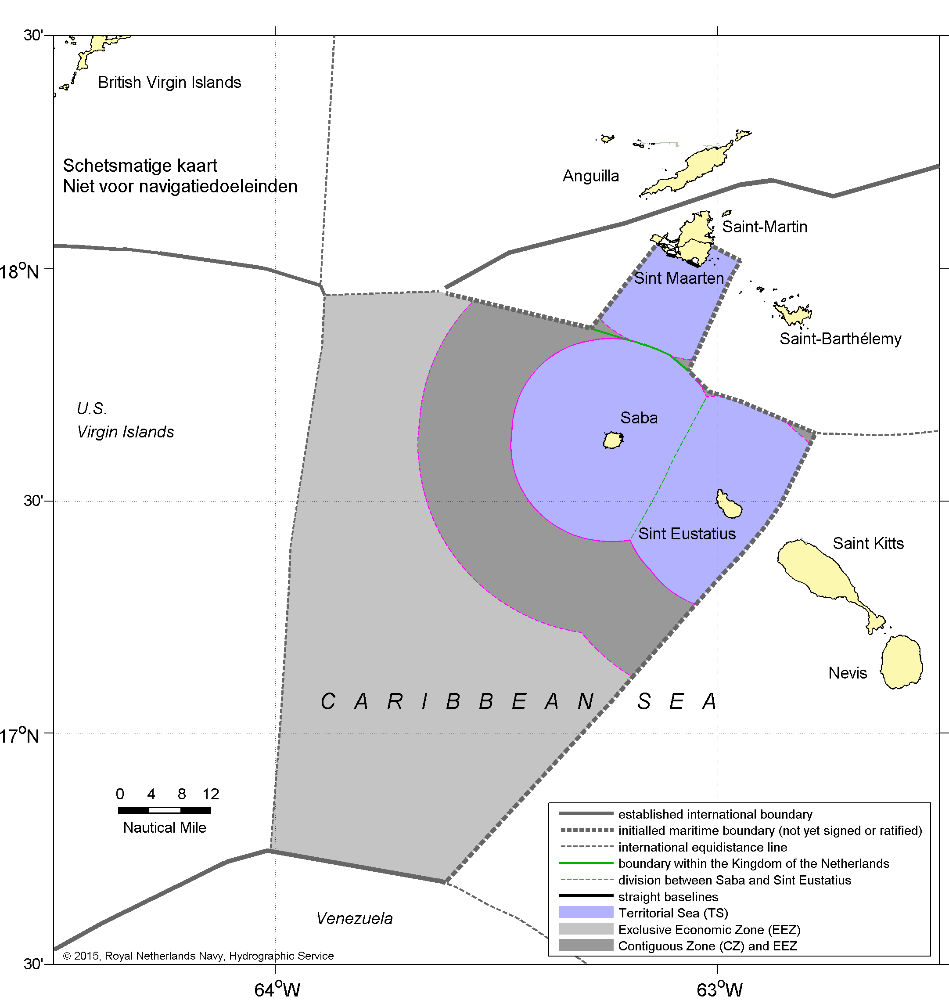 30'
British Virgin Islands
Schetsmatige kaart
Niet voor navigatiedoeleinden
Anguilla
Saint-Martin
18°N
Sint Maarten
Saint-Barthélemy
U.S.
Virgin Islands
Saba
30'
Sint Eustatius
Saint Kitts
Nevis
CARIBBEAN SEA
17°N
0 4 8 12
Nautical Mile
established international boundary
initialled maritime boundary (not yet signed or ratified)
international equidistance line
boundary within the Kingdom of the Netherlands
division between Saba and Sint Eustatius
straight baselines
Territorial Sea (TS)
Exclusive Economic Zone (EEZ)
Contiguous Zone (CZ) and EEZ
Venezuela
© 2015, Royal Netherlands Navy, Hydrographic Service
30'
64°W
63°W